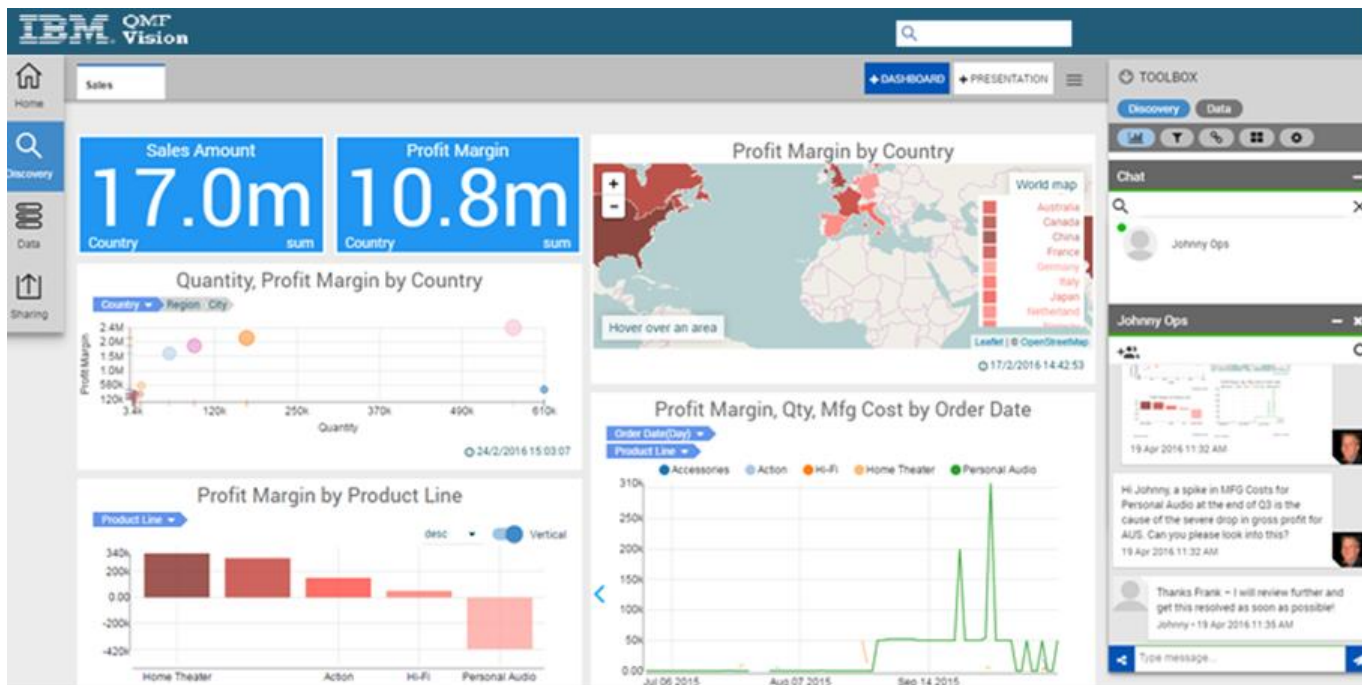 IBM. QMF Vision
Home
Discovery
Data
Sharing
Sales
+DASHBOARD
+PRESENTATION
Sales Amount
17.0m
Country sum
Profit Margin
10.8m
Country sum
Quantity, Profit Margin by Country
Country Region City
Profit Margin
2.4M
2.0M
1.5M
1.0M
580k
120k
3.4k 120k 250k 370k 490k 610k
Quantity
24/2/2016 15:03:07
Profit Margin by Product Line
Product Line
desc Vertical
340k
200k
0.00
-200k
-420k
Home Theater Action Hi-Fi Personal Audio
Profit Margin by Country
+
−
World map
Australia
Canada
China
France
Germany
Italy
Japan
Netherland
Hover over an area
Leaflet | © OpenStreetMap
17/2/2016 14:42:53
Profit Margin, Qty, Mfg Cost by Order Date
Order Date(Day)
Product Line
Accessories Action Hi-Fi Home Theater Personal Audio
310k
250k
200k
150k
100k
50k
0.00
Jul 06 2015 Aug 07 2015 Sep 14 2015
TOOLBOX
Discovery Data
Chat
Johnny Ops
Johnny Ops
19 Apr 2016 11:32 AM
Hi Johnny, a spike in MFG Costs for
Personal Audio at the end of Q3 is the
cause of the severe drop in gross profit for
AUS. Can you please look into this?
19 Apr 2016 11:32 AM
Thanks Frank – I will review further and
get this resolved as soon as possible!
Johnny • 19 Apr 2016 11:35 AM
Type message...